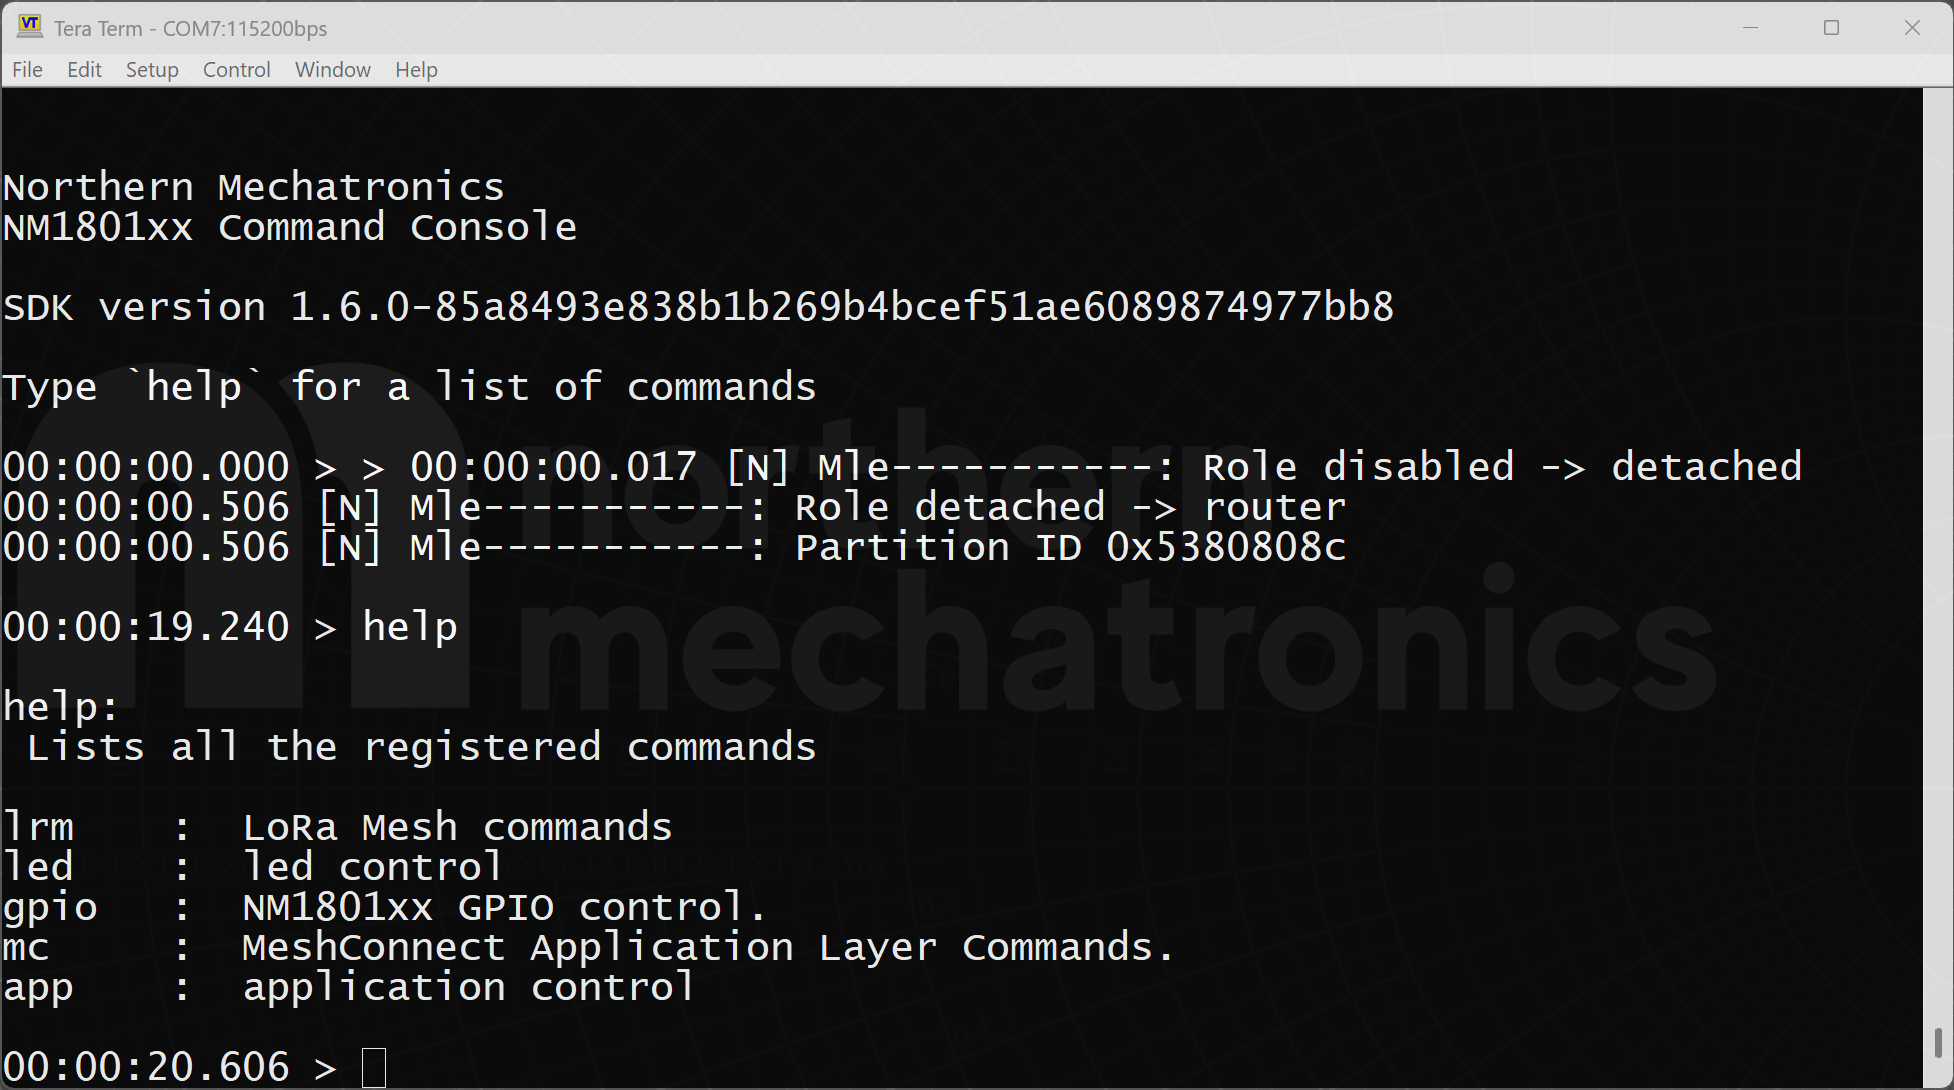 Tera Term - COM7:115200bps
File Edit Setup Control Window Help
Northern Mechatronics
NM1801xx Command Console
SDK version 1.6.0-85a8493e838b1b269b4bcef51ae6089874977bb8
Type `help` for a list of commands
00:00:00.000 > > 00:00:00.017 [N] Mle-----------: Role disabled -> detached
00:00:00.506 [N] Mle-----------: Role detached -> router
00:00:00.506 [N] Mle-----------: Partition ID 0x5380808c
northern
mechatronics
00:00:19.240 > help
help:
 Lists all the registered commands
lrm    :  LoRa Mesh commands
led    :  led control
gpio   :  NM1801xx GPIO control.
mc     :  MeshConnect Application Layer Commands.
app    :  application control
00:00:20.606 >